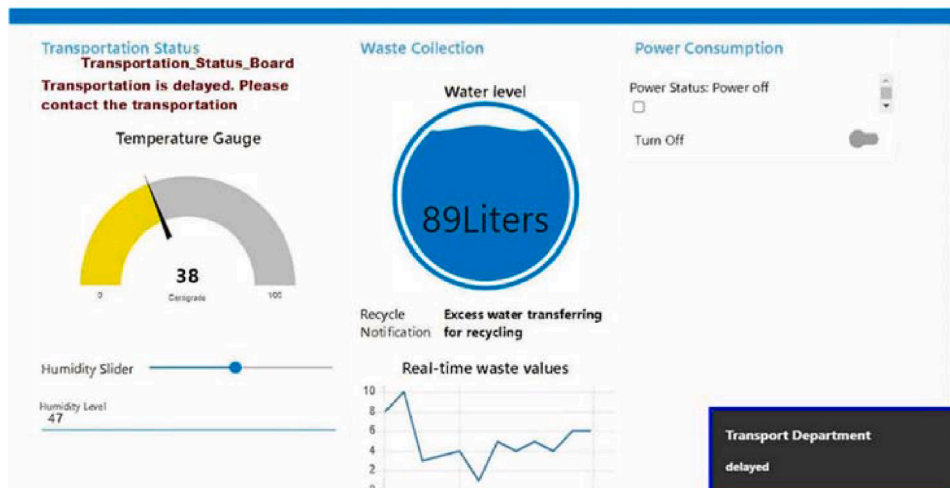 Transportation Status
Transportation_Status_Board
Transportation is delayed. Please
contact the transportation
Temperature Gauge
38
Centigrade
0
100
Humidity Slider
Humidity Level
47
Waste Collection
Water level
89Liters
Recycle
Notification
Excess water transferring
for recycling
Real-time waste values
10
8
6
4
2
0
Power Consumption
Power Status: Power off
Turn Off
Transport Department
delayed